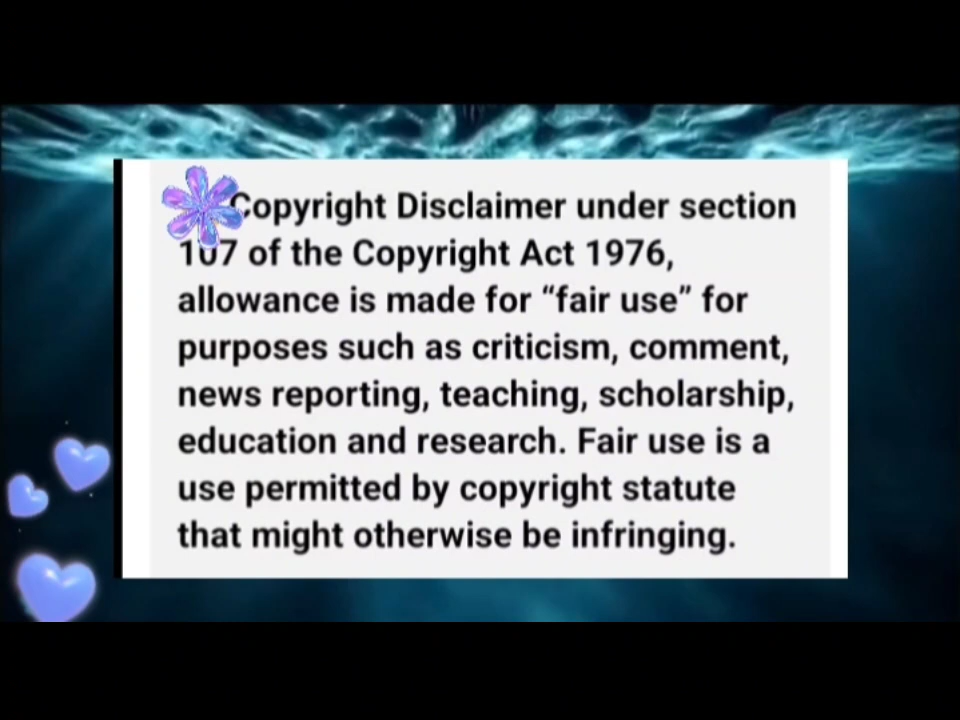 Copyright Disclaimer under section
107 of the Copyright Act 1976,
allowance is made for “fair use” for
purposes such as criticism, comment,
news reporting, teaching, scholarship,
education and research. Fair use is a
use permitted by copyright statute
that might otherwise be infringing.